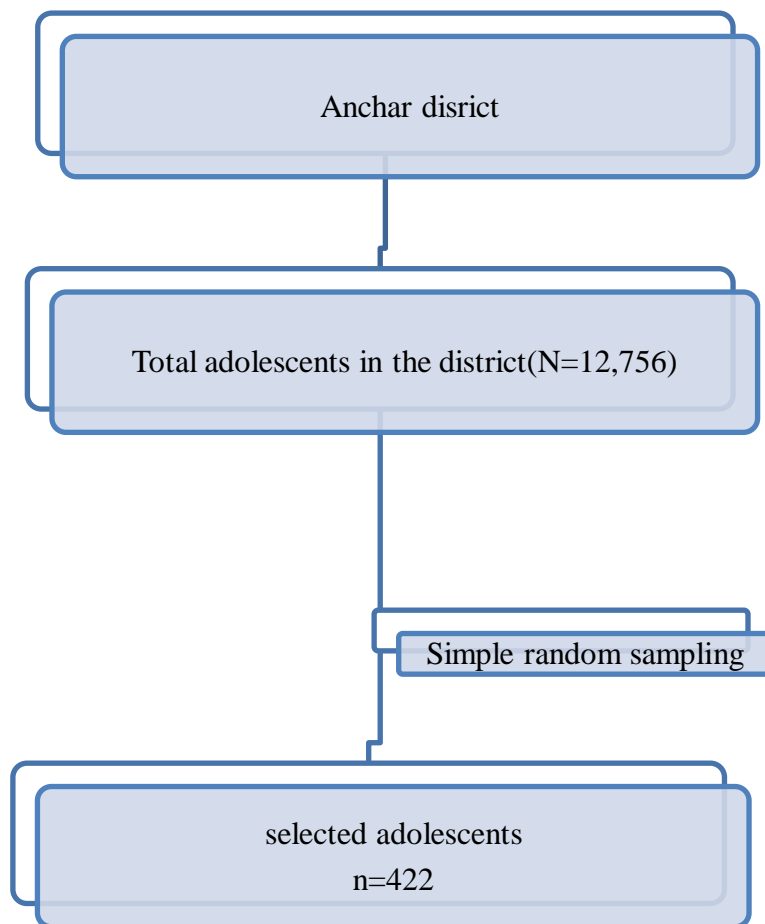 Anchar disrict
Total adolescents in the district(N=12,756)
Simple random sampling
selected adolescents
n=422